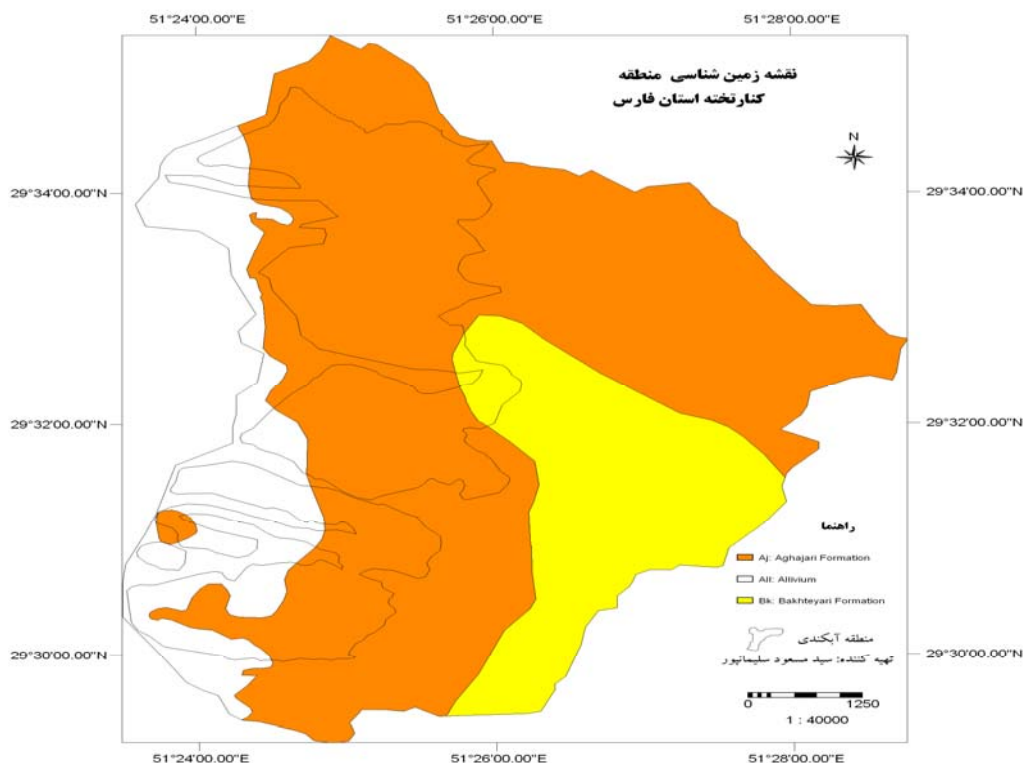 51°24'00.00"E
51°26'00.00"E
51°28'00.00"E
نقشه زمین شناسی منطقه
کنارتخته استان فارس
N
29°34'00.00"N
29°34'00.00"N
29°32'00.00"N
29°32'00.00"N
راهنما
Aj: Aghajari Formation
All: Allivium
Bk: Bakhteyari Formation
منطقه آبکندی
تهیه کننده: سید مسعود سلیمانپور
29°30'00.00"N
29°30'00.00"N
0 1250
1 : 40000
51°24'00.00"E
51°26'00.00"E
51°28'00.00"E